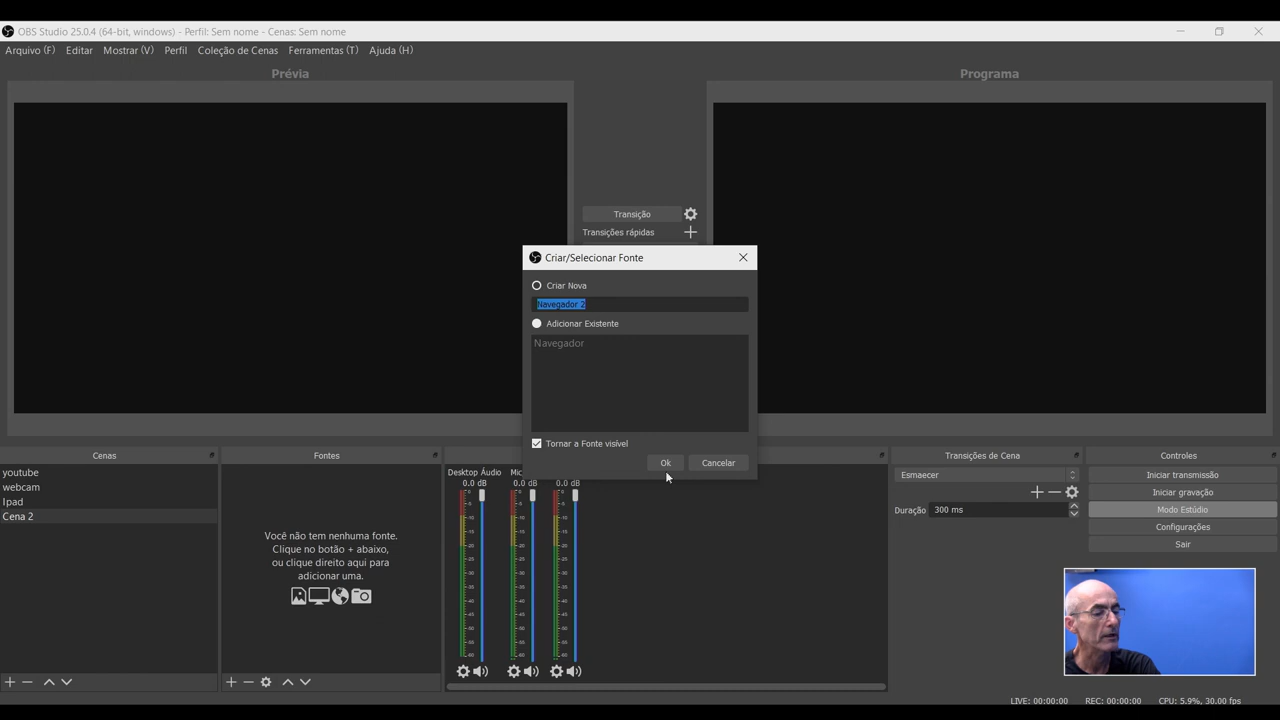 OBS Studio 25.0.4 (64-bit, windows) - Perfil: Sem nome - Cenas: Sem nome
Arquivo (F) Editar Mostrar (V) Perfil Coleção de Cenas Ferramentas (T) Ajuda (H)
Prévia
Programa
Transição
Transições rápidas
Criar/Selecionar Fonte
Criar Nova
Navegador 2
Adicionar Existente
Navegador
Tornar a Fonte visível
Ok
Cancelar
Cenas
youtube
webcam
Ipad
Cena 2
Fontes
Você não tem nenhuma fonte.
Clique no botão + abaixo,
ou clique direito aqui para
adicionar uma.
Desktop Áudio
0.0 dB
0.0 dB
0.0 dB
Transições de Cena
Esmaecer
Duração 300 ms
Controles
Iniciar transmissão
Iniciar gravação
Modo Estúdio
Configurações
Sair
LIVE: 00:00:00 REC: 00:00:00 CPU: 5.9%, 30.00 fps